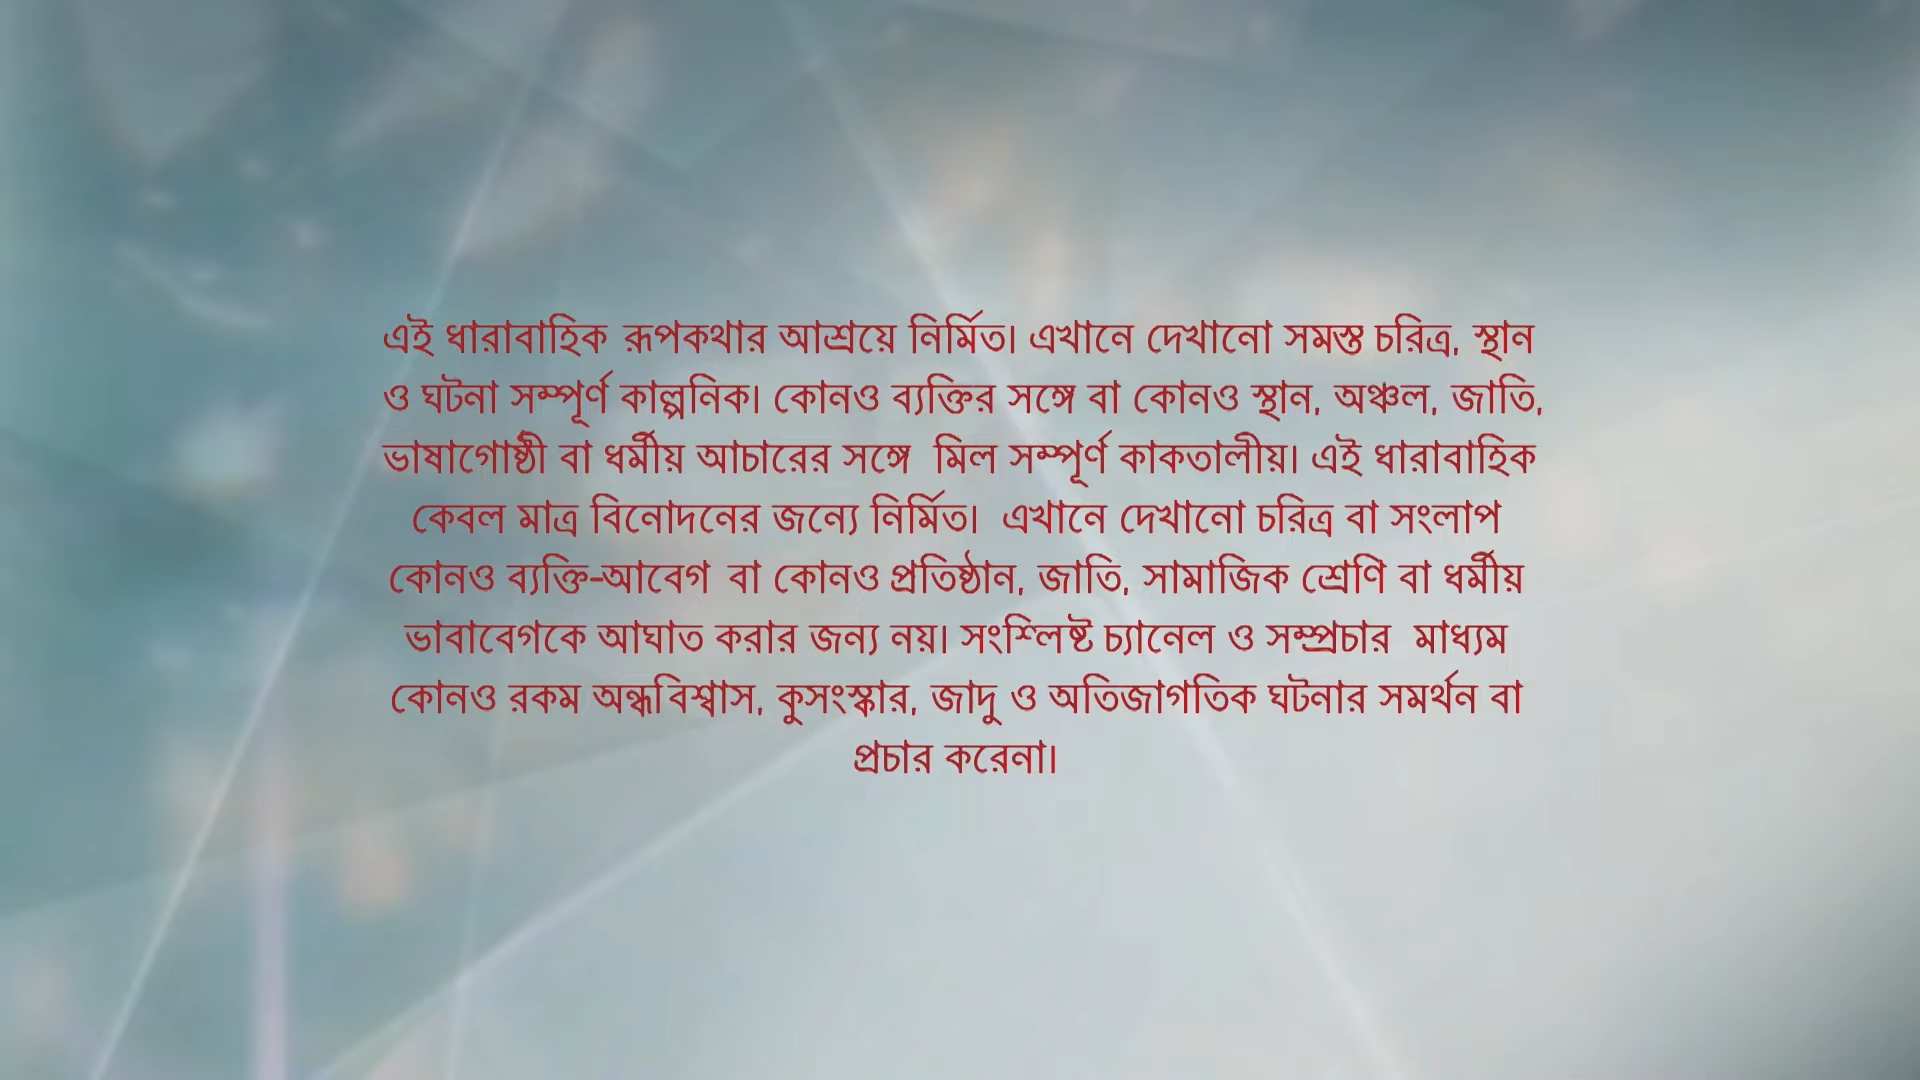 এই ধারাবাহিক রূপকথার আশ্রয়ে নির্মিত। এখানে দেখানো সমস্ত চরিত্র, স্থান
ও ঘটনা সম্পূর্ণ কাল্পনিক। কোনও ব্যক্তির সঙ্গে বা কোনও স্থান, অঞ্চল, জাতি,
ভাষাগোষ্ঠী বা ধর্মীয় আচারের সঙ্গে মিল সম্পূর্ণ কাকতালীয়। এই ধারাবাহিক
কেবল মাত্র বিনোদনের জন্যে নির্মিত। এখানে দেখানো চরিত্র বা সংলাপ
কোনও ব্যক্তি-আবেগ বা কোনও প্রতিষ্ঠান, জাতি, সামাজিক শ্রেণি বা ধর্মীয়
ভাবাবেগকে আঘাত করার জন্য নয়। সংশ্লিষ্ট চ্যানেল ও সম্প্রচার মাধ্যম
কোনও রকম অন্ধবিশ্বাস, কুসংস্কার, জাদু ও অতিজাগতিক ঘটনার সমর্থন বা
প্রচার করেনা।